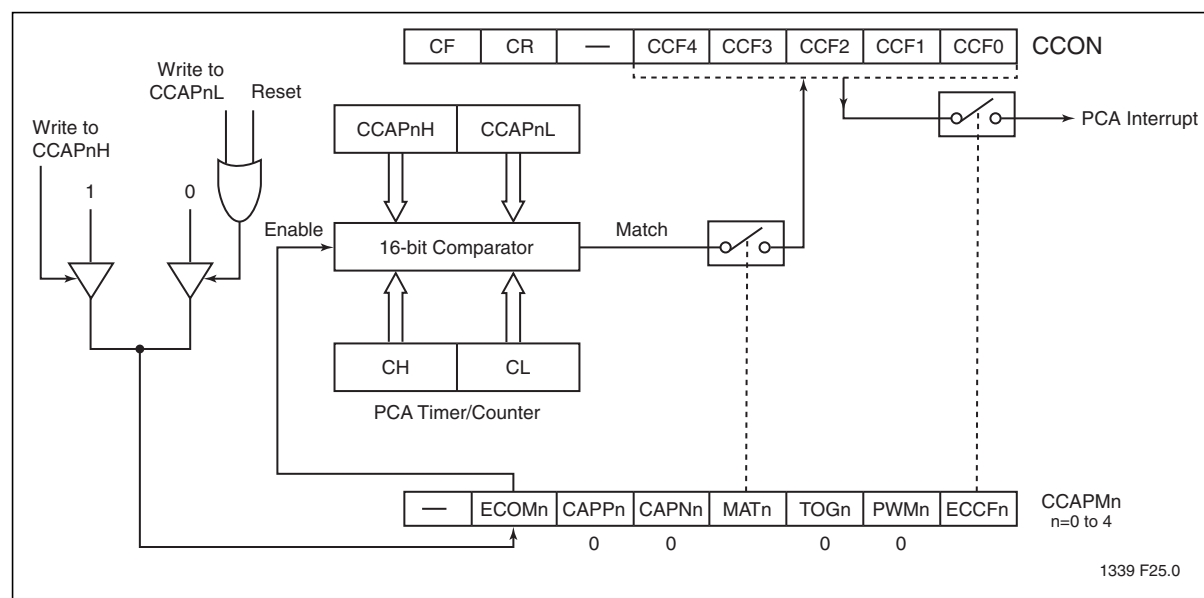 CF CR — CCF4 CCF3 CCF2 CCF1 CCF0 CCON
Write to
CCAPnL
Reset
Write to
CCAPnH
CCAPnH CCAPnL
PCA Interrupt
1 0
Enable
16-bit Comparator
Match
CH CL
PCA Timer/Counter
— ECOMn CAPPn CAPNn MATn TOGn PWMn ECCFn
CCAPMn
n=0 to 4
0 0 0 0
1339 F25.0